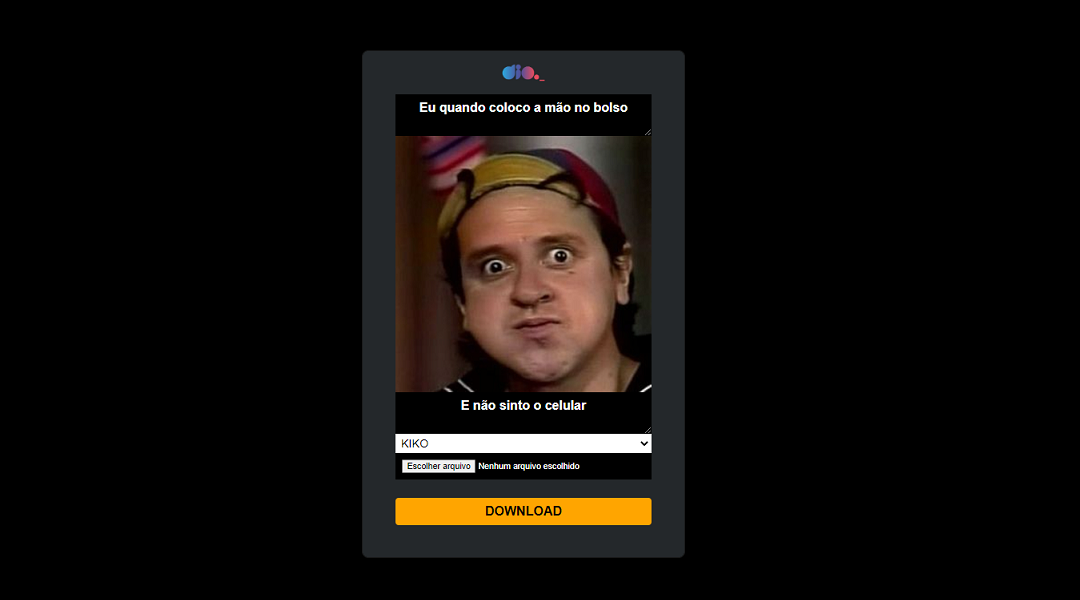 dio._
Eu quando coloco a mão no bolso
E não sinto o celular
KIKO
Escolher arquivo Nenhum arquivo escolhido
DOWNLOAD